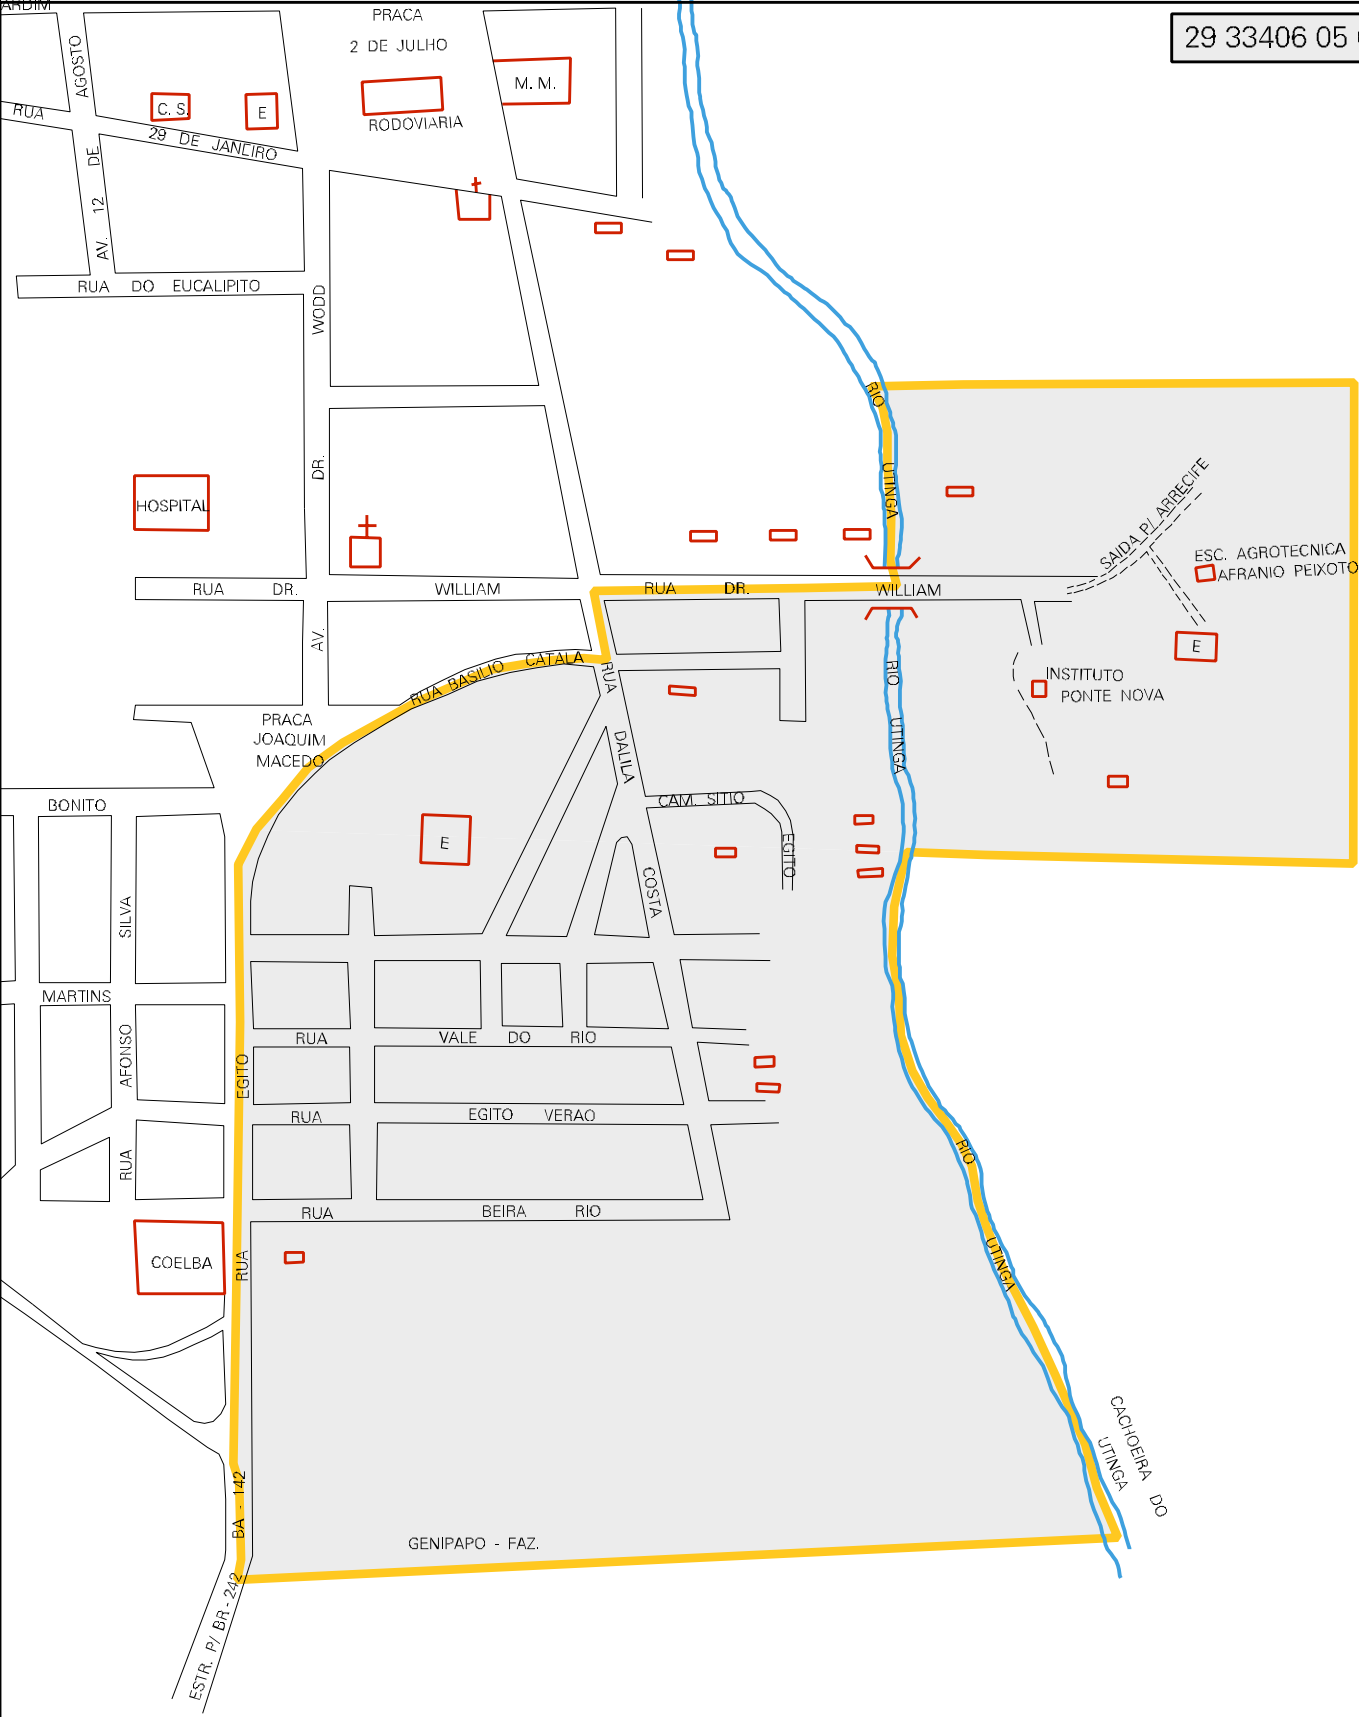 PRACA
2 DE JULHO
29 33406 05
AGOSTO
M. M.
C. S.
E
RUA
RODOVIARIA
29 DE JANEIRO
DE
12
AV.
RUA DO EUCALIPITO
WODD
RIO
DR.
UTINGA
HOSPITAL
SAIDA P/ ARRECIFE
ESC. AGROTECNICA
AFRANIO PEIXOTO
RUA DR. WILLIAM
RUA DR. WILLIAM
AV.
E
RUA BASILIO CATALA
RUA
RIO
INSTITUTO
PONTE NOVA
PRACA
JOAQUIM
MACEDO
DALILA
UTINGA
BONITO
CAM. SITIO
EGITO
E
COSTA
SILVA
MARTINS
RUA VALE DO RIO
AFONSO
EGITO
RUA EGITO VERAO
RUA
RIO
RUA BEIRA RIO
COELBA
RUA
UTINGA
CACHOEIRA DO
UTINGA
BA - 142
GENIPAPO - FAZ.
ESTR. P/ BR - 242